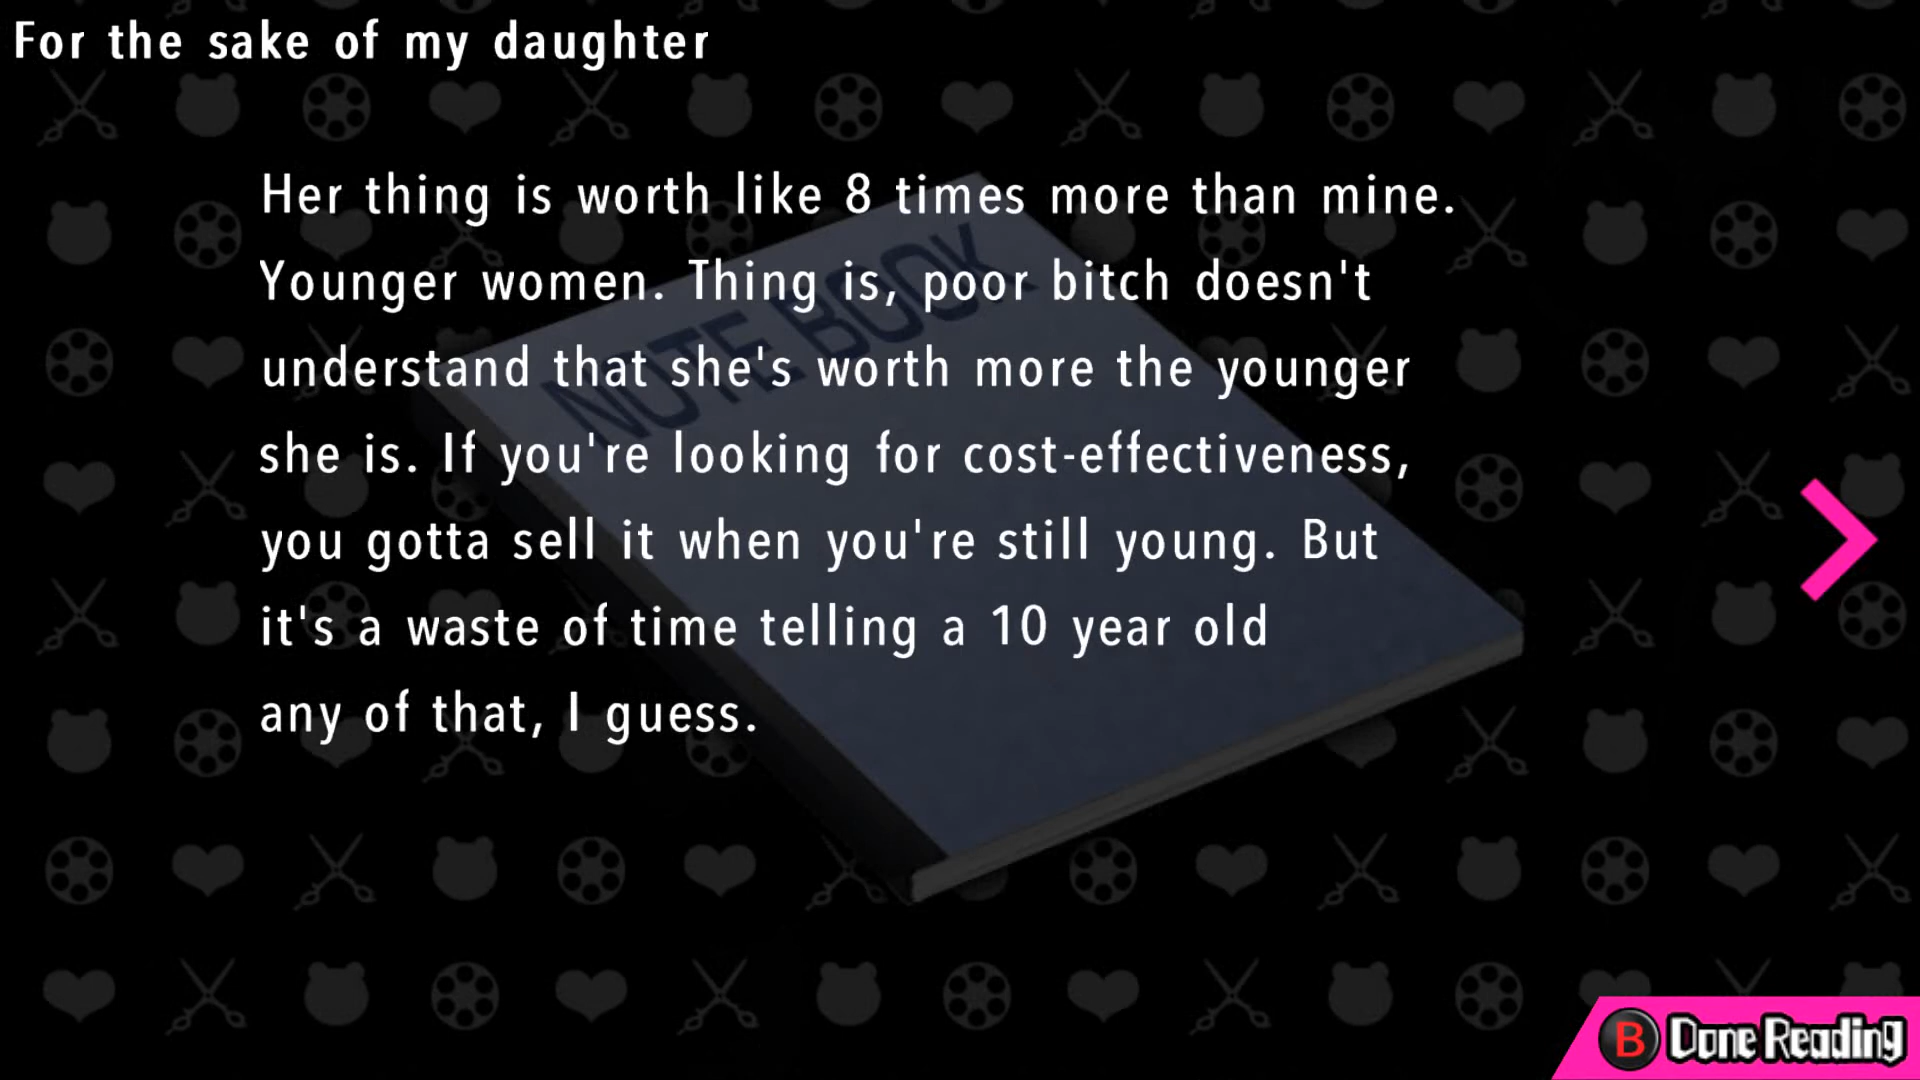 For the sake of my daughter
Her thing is worth like 8 times more than mine.
Younger women. Thing is, poor bitch doesn't
understand that she's worth more the younger
she is. If you're looking for cost-effectiveness,
you gotta sell it when you're still young. But
it's a waste of time telling a 10 year old
any of that, I guess.
NOTE BOOK
B Done Reading